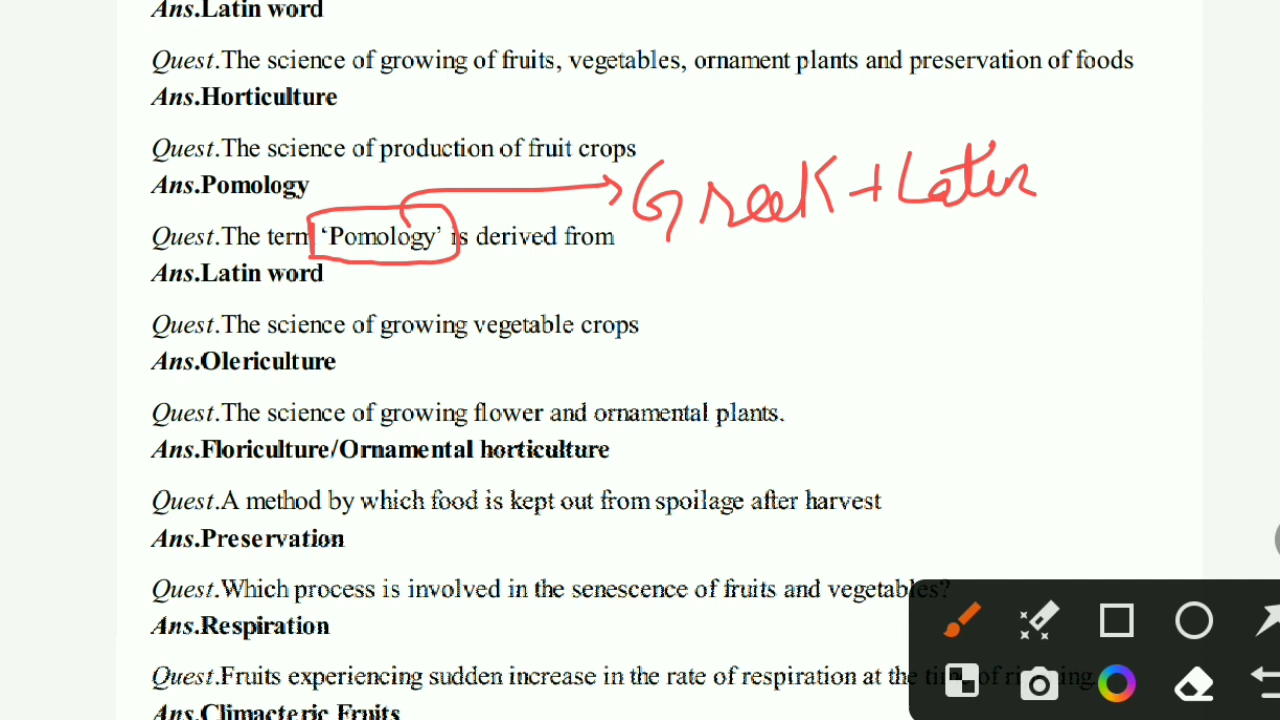 Ans.Latin word
Quest.The science of growing of fruits, vegetables, ornament plants and preservation of foods
Ans.Horticulture
Quest.The science of production of fruit crops
Ans.Pomology
Greek + Latin
Quest.The term ‘Pomology’ is derived from
Ans.Latin word
Quest.The science of growing vegetable crops
Ans.Olericulture
Quest.The science of growing flower and ornamental plants.
Ans.Floriculture/Ornamental horticulture
Quest.A method by which food is kept out from spoilage after harvest
Ans.Preservation
Quest.Which process is involved in the senescence of fruits and vegetables?
Ans.Respiration
Quest.Fruits experiencing sudden increase in the rate of respiration at the time of ripening.
Ans.Climacteric Fruits